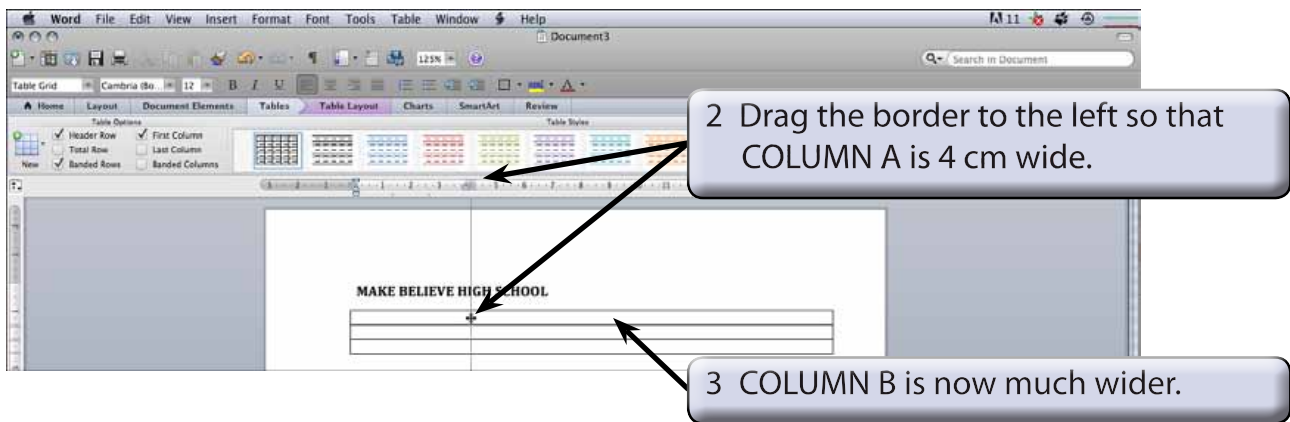 Word File Edit View Insert Format Font Tools Table Window Help 11
Document3
125% Search in Document
Table Grid Cambria (Bo... 12 B I U A
Home Layout Document Elements Tables Table Layout Charts SmartArt Review
Table Options Table Styles
Header Row First Column
Total Row Last Column
New Banded Rows Banded Columns
2 Drag the border to the left so that
COLUMN A is 4 cm wide.
MAKE BELIEVE HIGH SCHOOL
3 COLUMN B is now much wider.